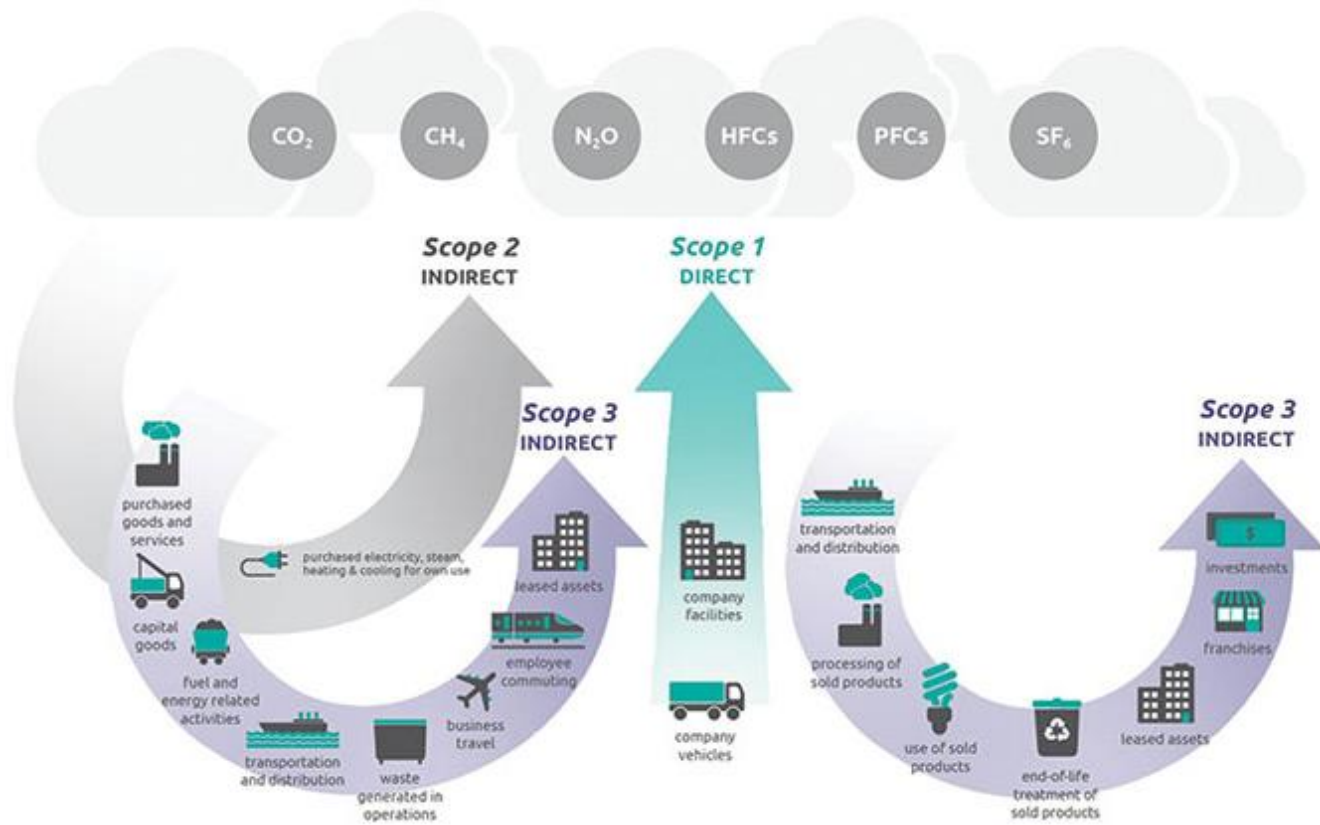 CO₂
CH₄
N₂O
HFCs
PFCs
SF₆
Scope 2
INDIRECT
Scope 1
DIRECT
Scope 3
INDIRECT
Scope 3
INDIRECT
purchased
goods and
services
capital
goods
fuel and
energy related
activities
transportation
and distribution
waste
generated in
operations
business
travel
employee
commuting
leased assets
purchased electricity, steam,
heating & cooling for own use
company
facilities
company
vehicles
transportation
and distribution
processing of
sold products
use of sold
products
end-of-life
treatment of
sold products
leased assets
franchises
investments
$